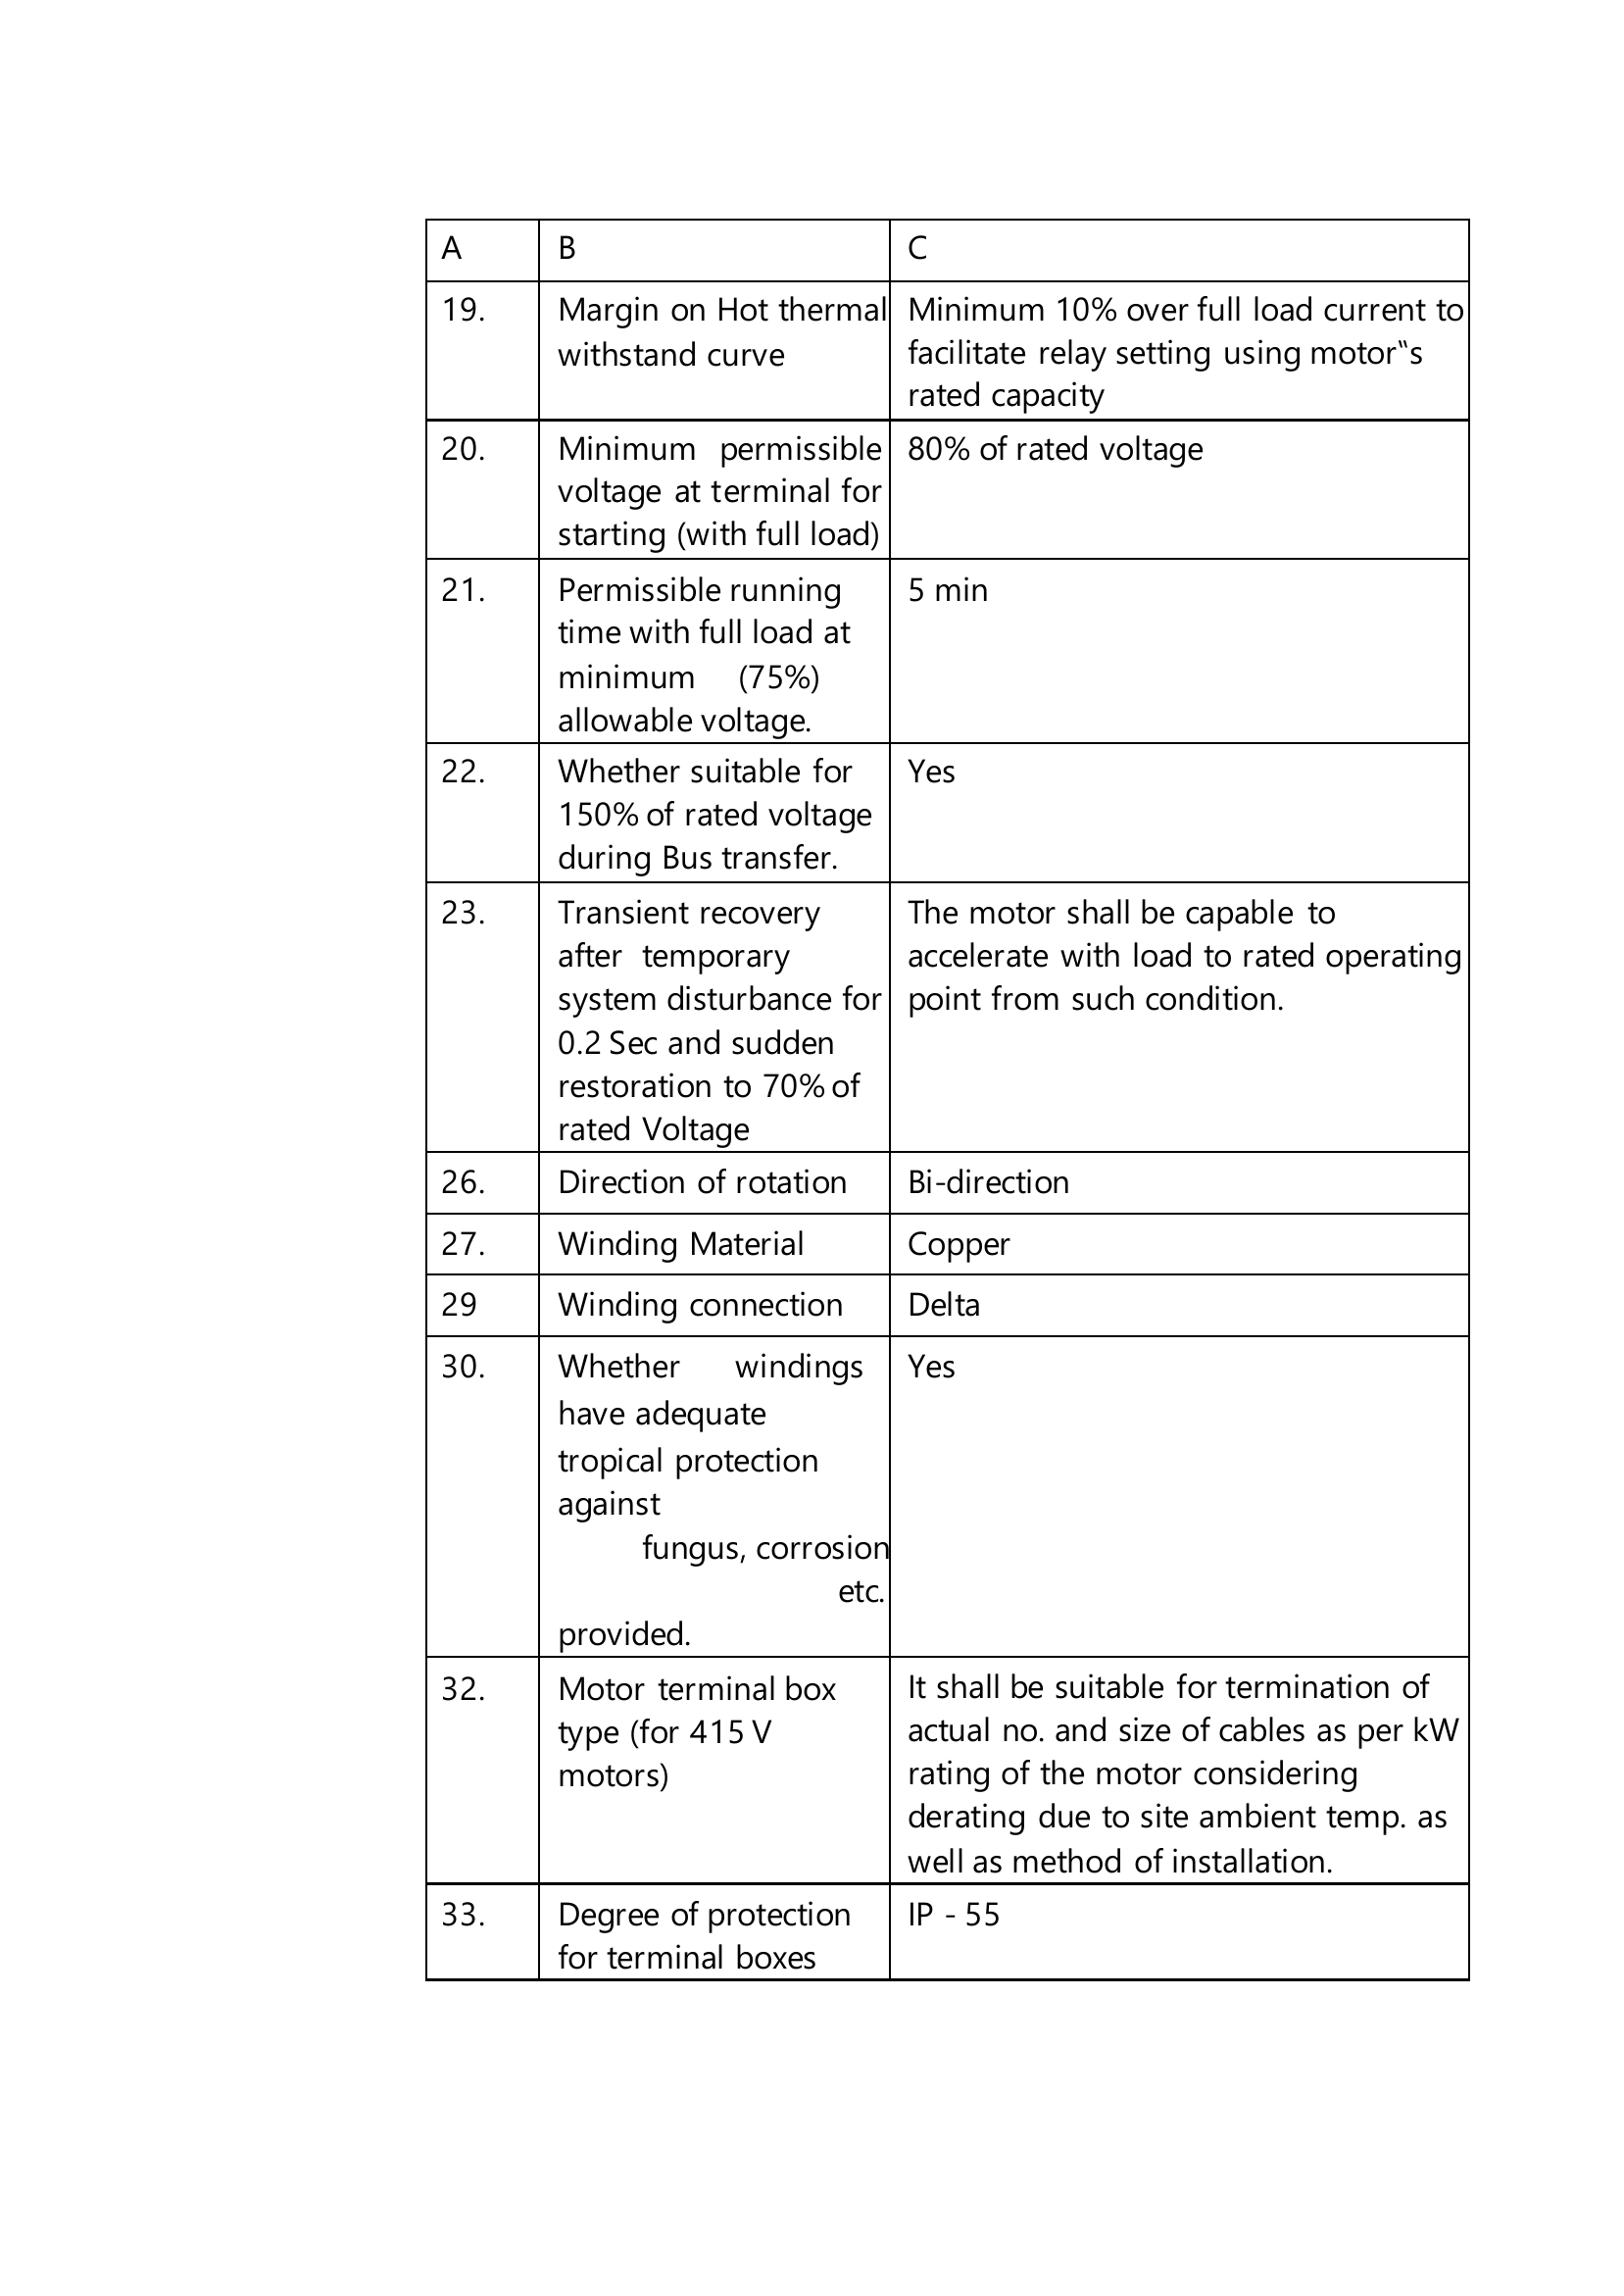 A B C
19. Margin on Hot thermal Minimum 10% over full load current to
withstand curve facilitate relay setting using motor‟s
rated capacity
20. Minimum permissible 80% of rated voltage
voltage at terminal for
starting (with full load)
21. Permissible running 5 min
time with full load at
minimum (75%)
allowable voltage.
22. Whether suitable for Yes
150% of rated voltage
during Bus transfer.
23. Transient recovery The motor shall be capable to
after temporary accelerate with load to rated operating
system disturbance for point from such condition.
0.2 Sec and sudden
restoration to 70% of
rated Voltage
26. Direction of rotation Bi-direction
27. Winding Material Copper
29 Winding connection Delta
30. Whether windings Yes
have adequate
tropical protection
against
fungus, corrosion
etc.
provided.
32. Motor terminal box It shall be suitable for termination of
type (for 415 V actual no. and size of cables as per kW
motors) rating of the motor considering
derating due to site ambient temp. as
well as method of installation.
33. Degree of protection IP - 55
for terminal boxes